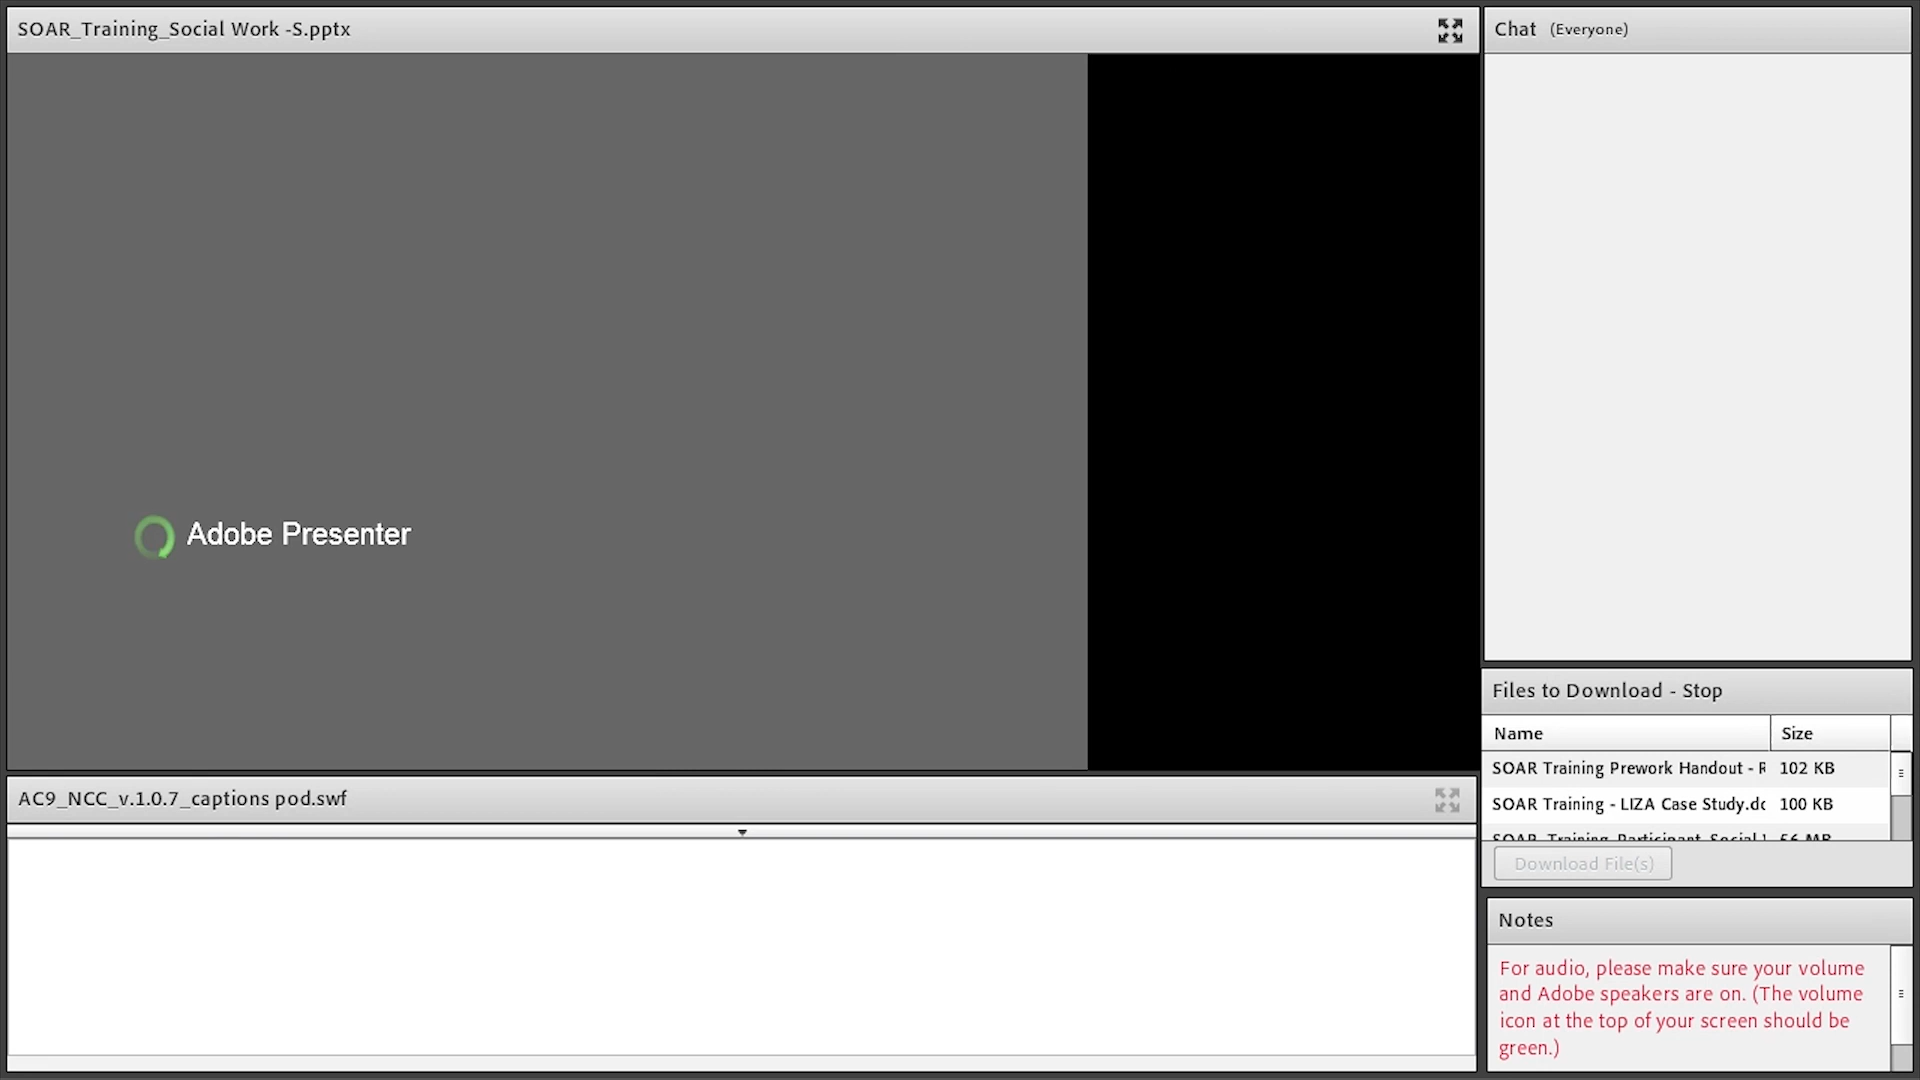 SOAR_Training_Social Work -S.pptx
Adobe Presenter
AC9_NCC_v.1.0.7_captions pod.swf
Chat (Everyone)
Files to Download - Stop
Name Size
SOAR Training Prework Handout - 102 KB
SOAR Training - LIZA Case Study.dc 100 KB
SOAR_Training_Participant_Social 56 MB
Download File(s)
Notes
For audio, please make sure your volume
and Adobe speakers are on. (The volume
icon at the top of your screen should be
green.)